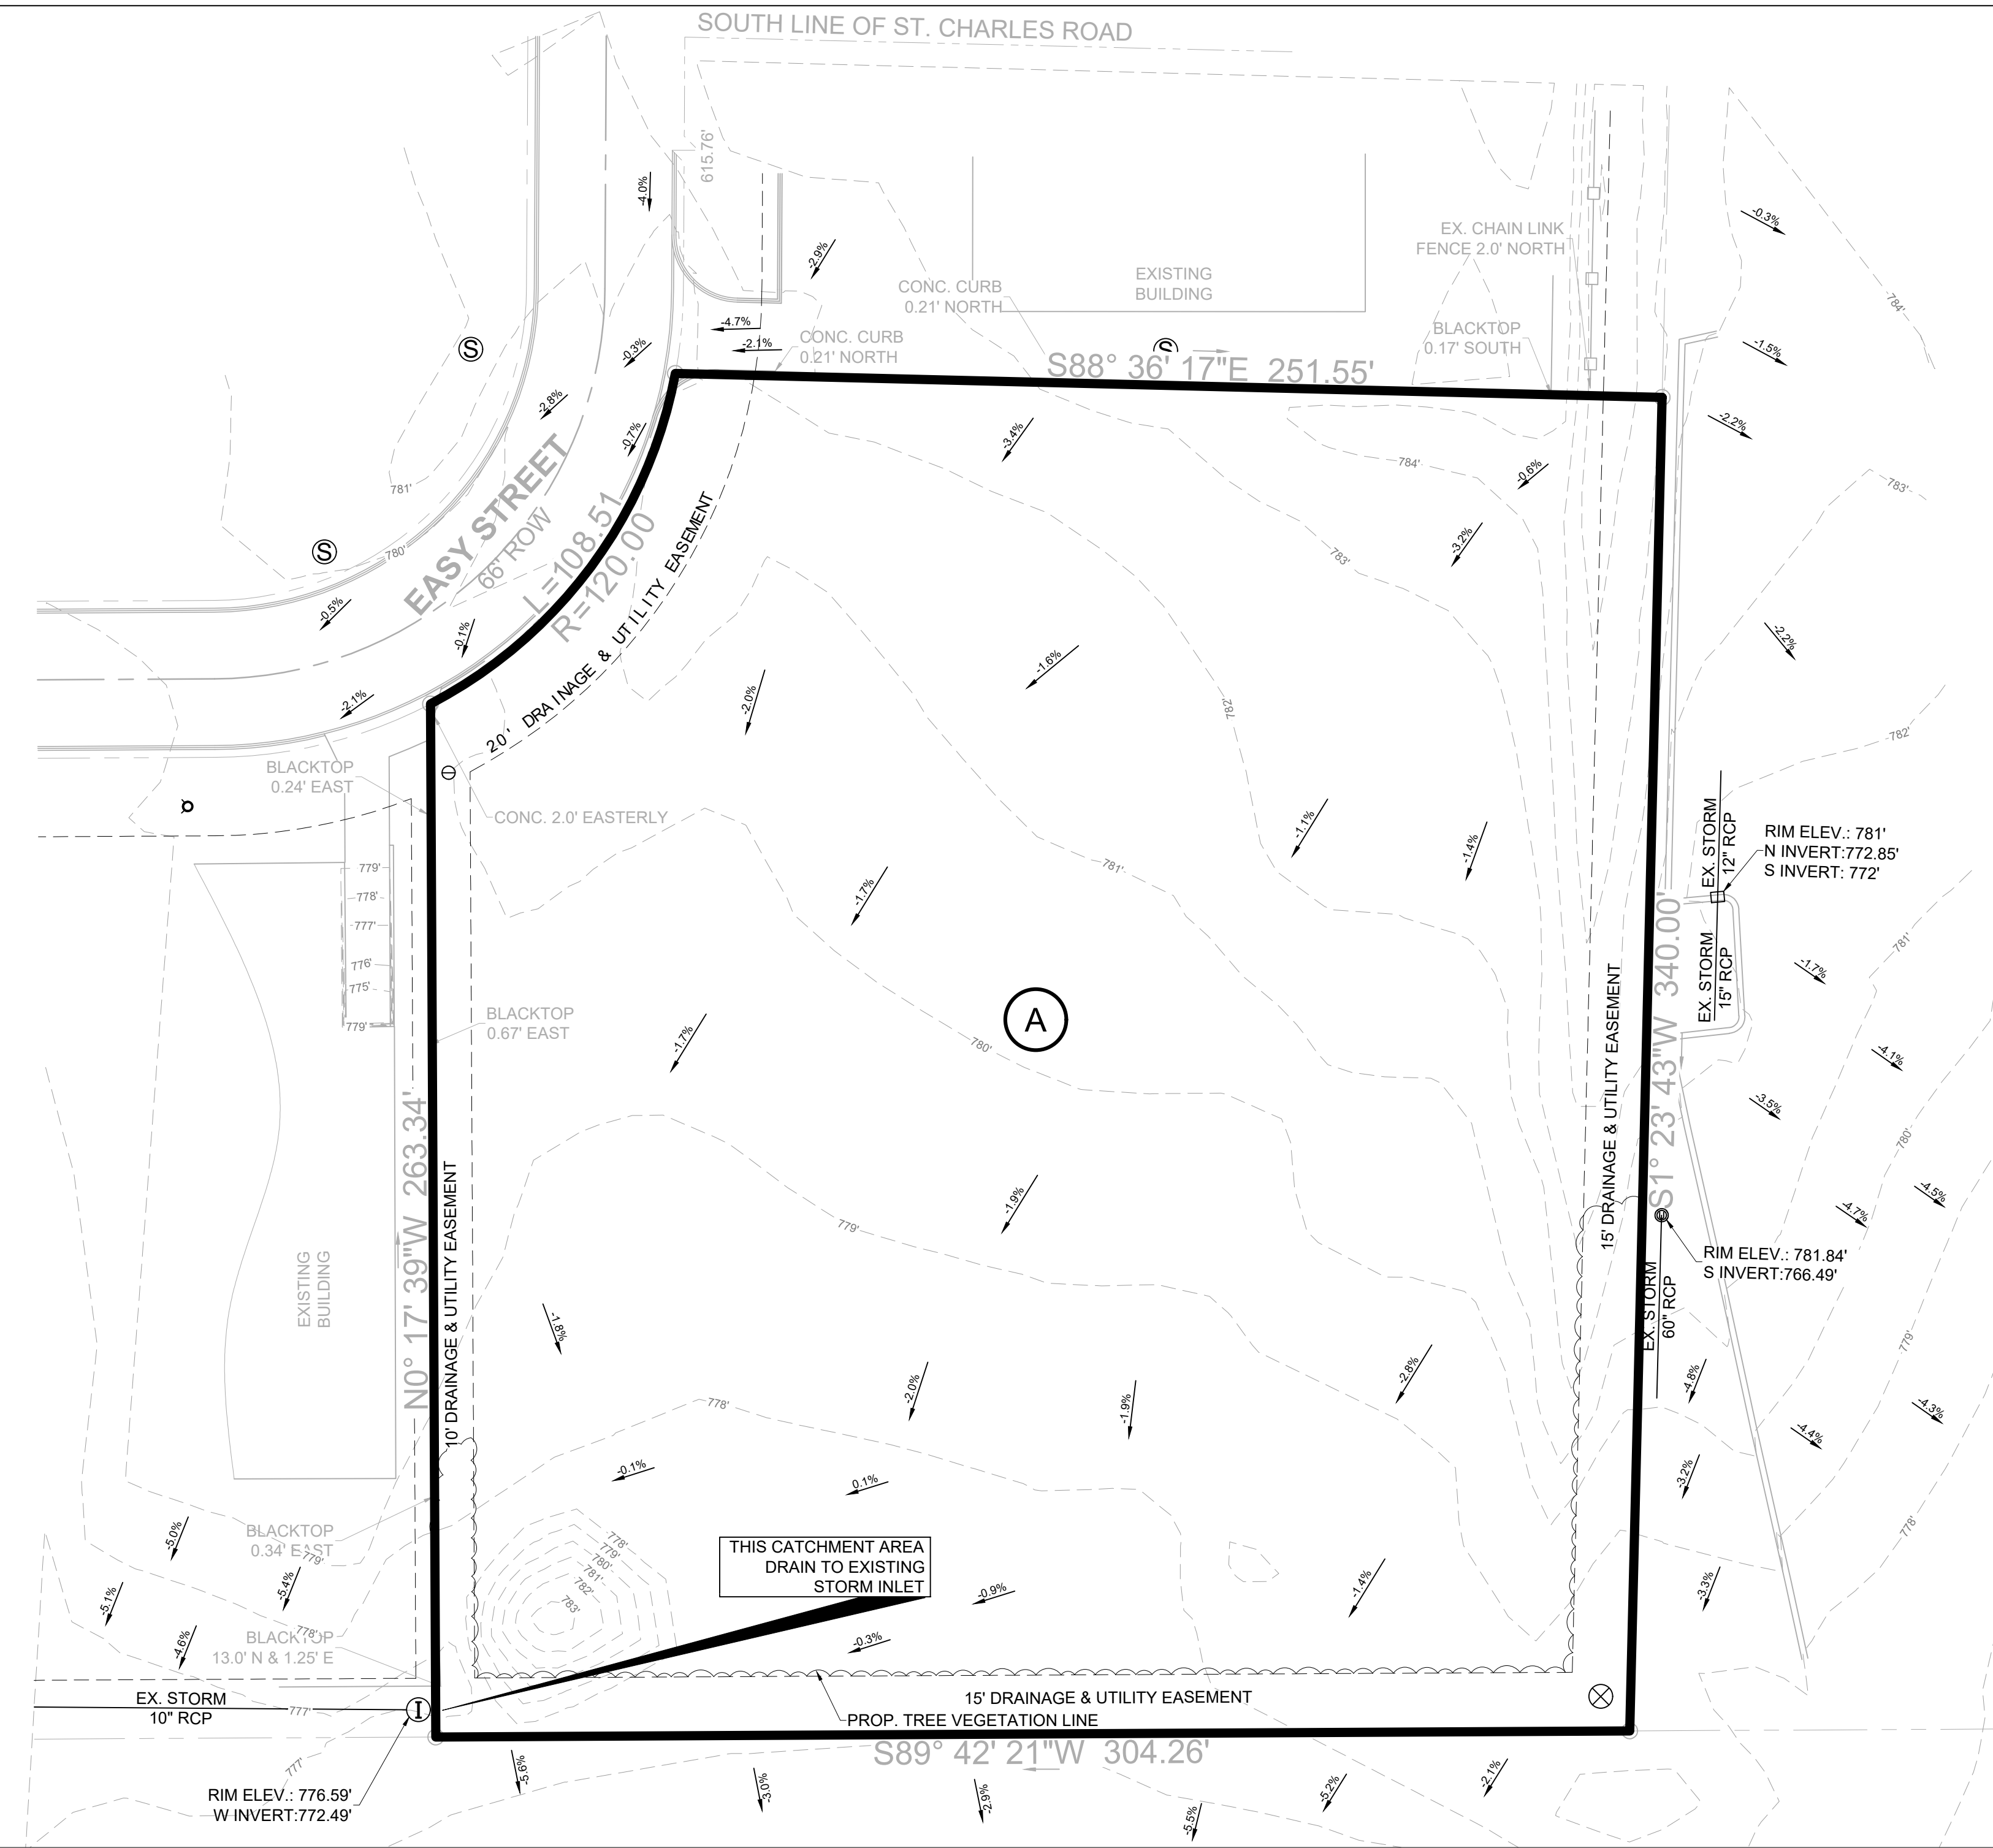 SOUTH LINE OF ST. CHARLES ROAD
615.76'
-4.0%
-2.9%
-0.3%
EX. CHAIN LINK
FENCE 2.0' NORTH
EXISTING
BUILDING
CONC. CURB
0.21' NORTH
784'
-4.7%
CONC. CURB
0.21' NORTH
-2.1%
BLACKTOP
0.17' SOUTH
S
S
-0.3%
-1.5%
S88° 36' 17"E 251.55'
-2.8%
-0.7%
-3.4%
-2.2%
784'
-0.6%
781'
783'
EASY STREET
66' ROW
L=108.51
R=120.00
20' DRAINAGE & UTILITY EASEMENT
S
780'
-3.2%
783'
-0.5%
-0.1%
-2.2%
-1.6%
-2.0%
-2.1%
782'
782'
BLACKTOP
0.24' EAST
CONC. 2.0' EASTERLY
-1.1%
-1.4%
EX. STORM
12" RCP
RIM ELEV.: 781'
N INVERT:772.85'
S INVERT: 772'
779'
778'
777'
776'
775'
779'
-1.7%
781'
EX. STORM
15" RCP
781'
-1.7%
BLACKTOP
0.67' EAST
-1.7%
780'
A
15' DRAINAGE & UTILITY EASEMENT
S1° 23' 43"W 340.00'
-4.1%
-3.5%
780'
N0° 17' 39"W 263.34'
10' DRAINAGE & UTILITY EASEMENT
-1.9%
779'
-4.5%
-4.7%
RIM ELEV.: 781.84'
S INVERT:766.49'
EXISTING
BUILDING
EX. STORM
60" RCP
-1.8%
779'
-2.0%
-1.9%
-2.8%
-4.8%
778'
-4.3%
-4.4%
-0.1%
0.1%
-3.2%
778'
-5.0%
BLACKTOP
0.34' EAST
779'
778'
779'
780'
781'
782'
783'
THIS CATCHMENT AREA
DRAIN TO EXISTING
STORM INLET
-0.9%
-1.4%
-3.3%
-5.4%
-5.1%
-4.6%
778'
BLACKTOP
13.0' N & 1.25' E
-0.3%
EX. STORM
10" RCP
777'
I
15' DRAINAGE & UTILITY EASEMENT
PROP. TREE VEGETATION LINE
S89° 42' 21"W 304.26'
777'
RIM ELEV.: 776.59'
W INVERT:772.49'
-5.6%
-3.0%
-2.9%
-5.5%
-5.2%
-2.1%